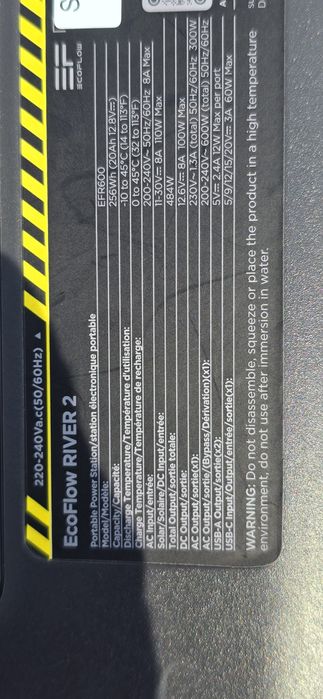 220-240Va.c(50/60Hz)
EF
ECOFLOW
EcoFlow RIVER 2
Portable Power Station/station électronique portable
Model/Modèle: EFR600
Capacity/Capacité: 256Wh (20Ah 12.8V⎓)
Discharge Temperature/Température d'utilisation: -10 to 45°C (14 to 113°F)
Charge Temperature/Température de recharge: 0 to 45°C (32 to 113°F)
AC Input/entrée: 200-240V~ 50Hz/60Hz 8A Max
Solar/Solaire/DC Input/entrée: 11-30V⎓ 8A 110W Max
Total Output/sortie totale: 484W
DC Output/sortie: 12.6V⎓ 8A 100W Max
AC Output/sortie(x1): 230V~ 1.3A (total) 50Hz/60Hz 300W
AC Output/sortie/(Bypass/Dérivation)(x1): 200-240V~ 600W (total) 50Hz/60Hz
USB-A Output/sortie(x2): 5V⎓ 2.4A 12W Max per port
USB-C Input/Output/entrée/sortie(x1): 5/9/12/15/20V⎓ 3A 60W Max
WARNING: Do not disassemble, squeeze or place the product in a high temperature
environment, do not use after immersion in water.